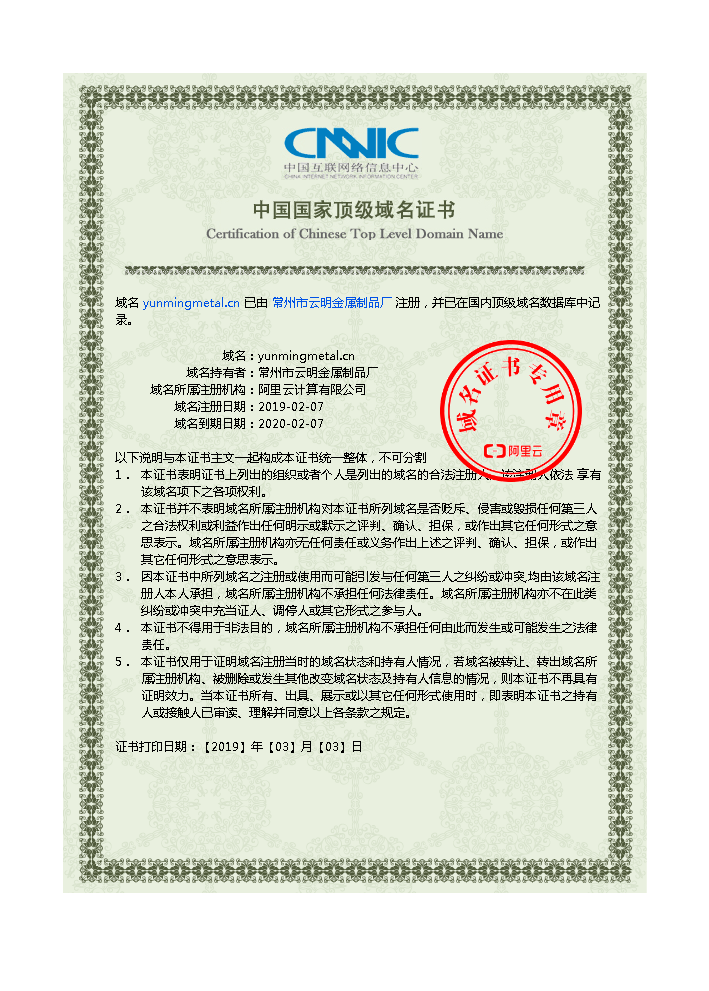 CNNIC
中国互联网络信息中心
CHINA INTERNET NETWORK INFORMATION CENTER
中国国家顶级域名证书
Certification of Chinese Top Level Domain Name
域名 yunmingmetal.cn 已由 常州市云明金属制品厂 注册，并已在国内顶级域名数据库中记
录。
域名：yunmingmetal.cn
域名持有者：常州市云明金属制品厂
域名所属注册机构：阿里云计算有限公司
域名注册日期：2019-02-07
域名到期日期：2020-02-07
域名证书专用章
阿里云
以下说明与本证书主文一起构成本证书统一整体，不可分割
1． 本证书表明证书上列出的组织或者个人是列出的域名的合法注册人。该注册人依法 享有
该域名项下之各项权利。
2． 本证书并不表明域名所属注册机构对本证书所列域名是否贬斥、侵害或毁损任何第三人
之合法权利或利益作出任何明示或默示之评判、确认、担保，或作出其它任何形式之意
思表示。域名所属注册机构亦无任何责任或义务作出上述之评判、确认、担保，或作出
其它任何形式之意思表示。
3． 因本证书中所列域名之注册或使用而可能引发与任何第三人之纠纷或冲突,均由该域名注
册人本人承担，域名所属注册机构不承担任何法律责任。域名所属注册机构亦不在此类
纠纷或冲突中充当证人、调停人或其它形式之参与人。
4． 本证书不得用于非法目的，域名所属注册机构不承担任何由此而发生或可能发生之法律
责任。
5． 本证书仅用于证明域名注册当时的域名状态和持有人情况，若域名被转让、转出域名所
属注册机构、被删除或发生其他改变域名状态及持有人信息的情况，则本证书不再具有
证明效力。当本证书所有、出具、展示或以其它任何形式使用时，即表明本证书之持有
人或接触人已审读、理解并同意以上各条款之规定。
证书打印日期：【2019】年【03】月【03】日